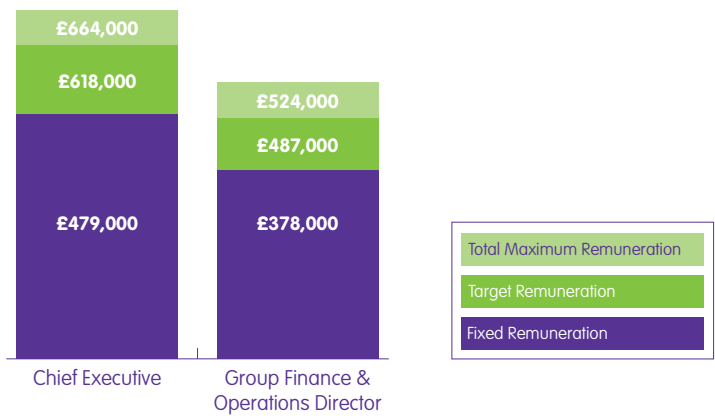 £664,000
£618,000
£479,000
£524,000
£487,000
£378,000
Total Maximum Remuneration
Target Remuneration
Fixed Remuneration
Chief Executive
Group Finance &
Operations Director